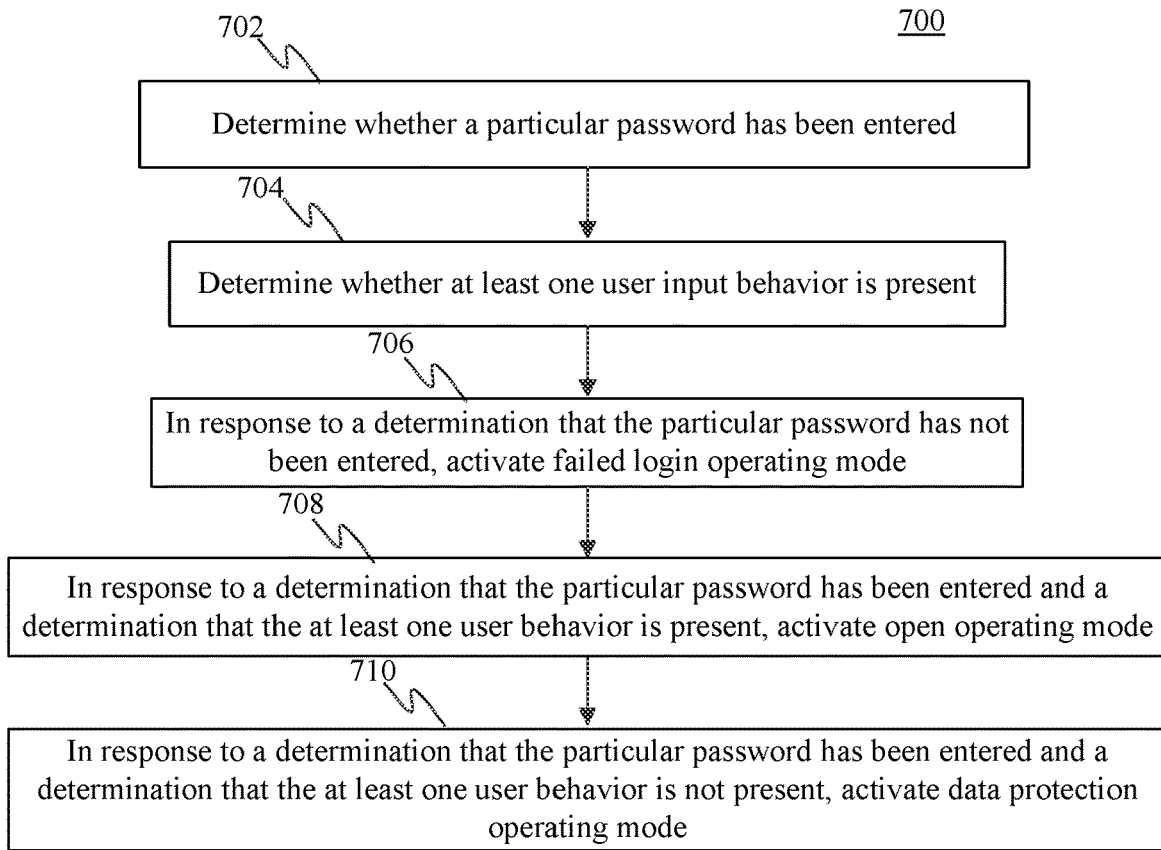 700
702
Determine whether a particular password has been entered
704
Determine whether at least one user input behavior is present
706
In response to a determination that the particular password has not
been entered, activate failed login operating mode
708
In response to a determination that the particular password has been entered and a
determination that the at least one user behavior is present, activate open operating mode
710
In response to a determination that the particular password has been entered and a
determination that the at least one user behavior is not present, activate data protection
operating mode